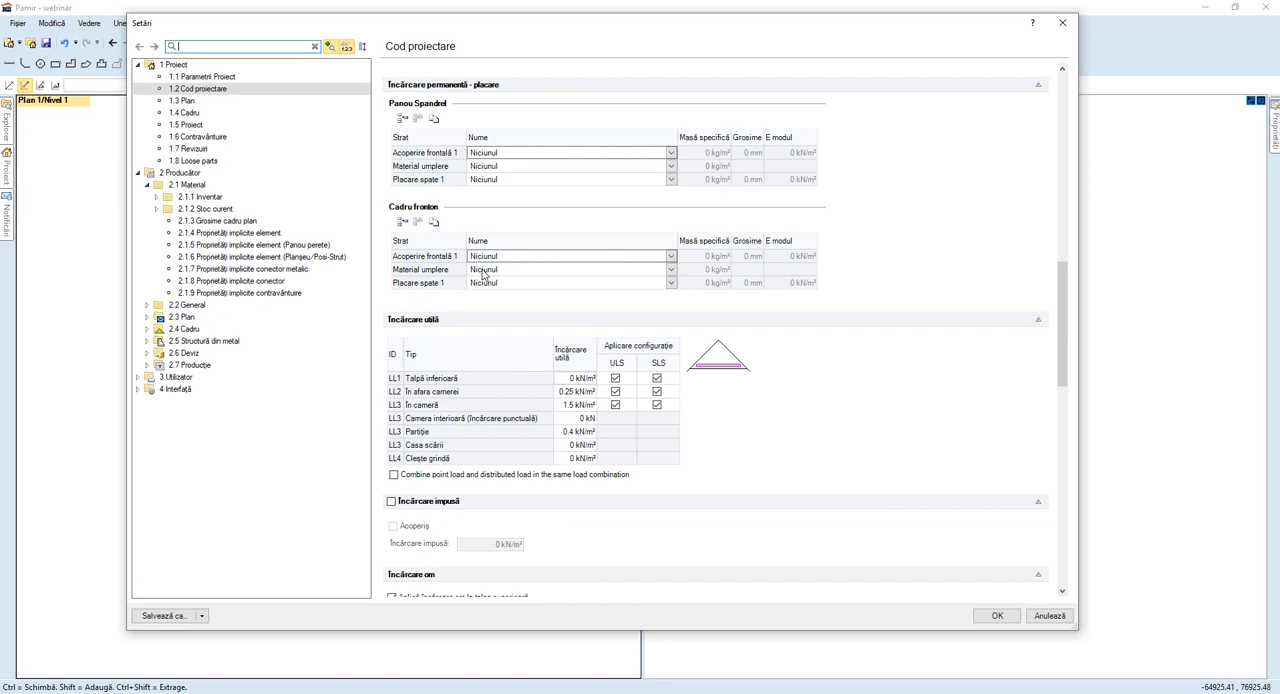 Pamir - webinar
Fișier Modifică Vedere Une
Setări
Cod proiectare
1 Proiect
1.1 Parametrii Proiect
1.2 Cod proiectare
1.3 Plan
1.4 Cadru
1.5 Proiect
1.6 Contravântuire
1.7 Revizuiri
1.8 Loose parts
2 Producător
2.1 Material
2.1.1 Inventar
2.1.2 Stoc curent
2.1.3 Grosime cadru plan
2.1.4 Proprietăți implicite element
2.1.5 Proprietăți implicite element (Panou perete)
2.1.6 Proprietăți implicite element (Planșeu/Posi-Strut)
2.1.7 Proprietăți implicite conector metalic
2.1.8 Proprietăți implicite conector
2.1.9 Proprietăți implicite contravântuire
2.2 General
2.3 Plan
2.4 Cadru
2.5 Structură din metal
2.6 Deviz
2.7 Producție
3 Utilizator
4 Interfață
Plan 1/Nivel 1
Explorer
Proiect
Notificări
Proprietăți
Încărcare permanentă - placare
Panou Spandrel
Strat Nume Masă specifică Grosime E modul
Acoperire frontală 1 Niciunul 0 kg/m² 0 mm 0 kN/m²
Material umplere Niciunul 0 kg/m²
Placare spate 1 Niciunul 0 kg/m² 0 mm 0 kN/m²
Cadru fronton
Strat Nume Masă specifică Grosime E modul
Acoperire frontală 1 Niciunul 0 kg/m² 0 mm 0 kN/m²
Material umplere Niciunul 0 kg/m²
Placare spate 1 Niciunul 0 kg/m² 0 mm 0 kN/m²
Încărcare utilă
ID Tip Încărcare utilă Aplicare configurație
ULS SLS
LL1 Talpă inferioară 0 kN/m²
LL2 În afara camerei 0.25 kN/m²
LL3 În cameră 1.5 kN/m²
LL3 Camera interioară (încărcare punctuală) 0 kN
LL3 Partiție 0.4 kN/m²
LL3 Casa scării 0 kN/m²
LL4 Clește grindă 0 kN/m²
Combine point load and distributed load in the same load combination
Încărcare impusă
Acoperiș
Încărcare impusă: 0 kN/m²
Încărcare om
Salvează ca... OK Anulează
Ctrl = Schimbă. Shift = Adaugă. Ctrl+Shift = Extrage. -64925.41 , 76925.48